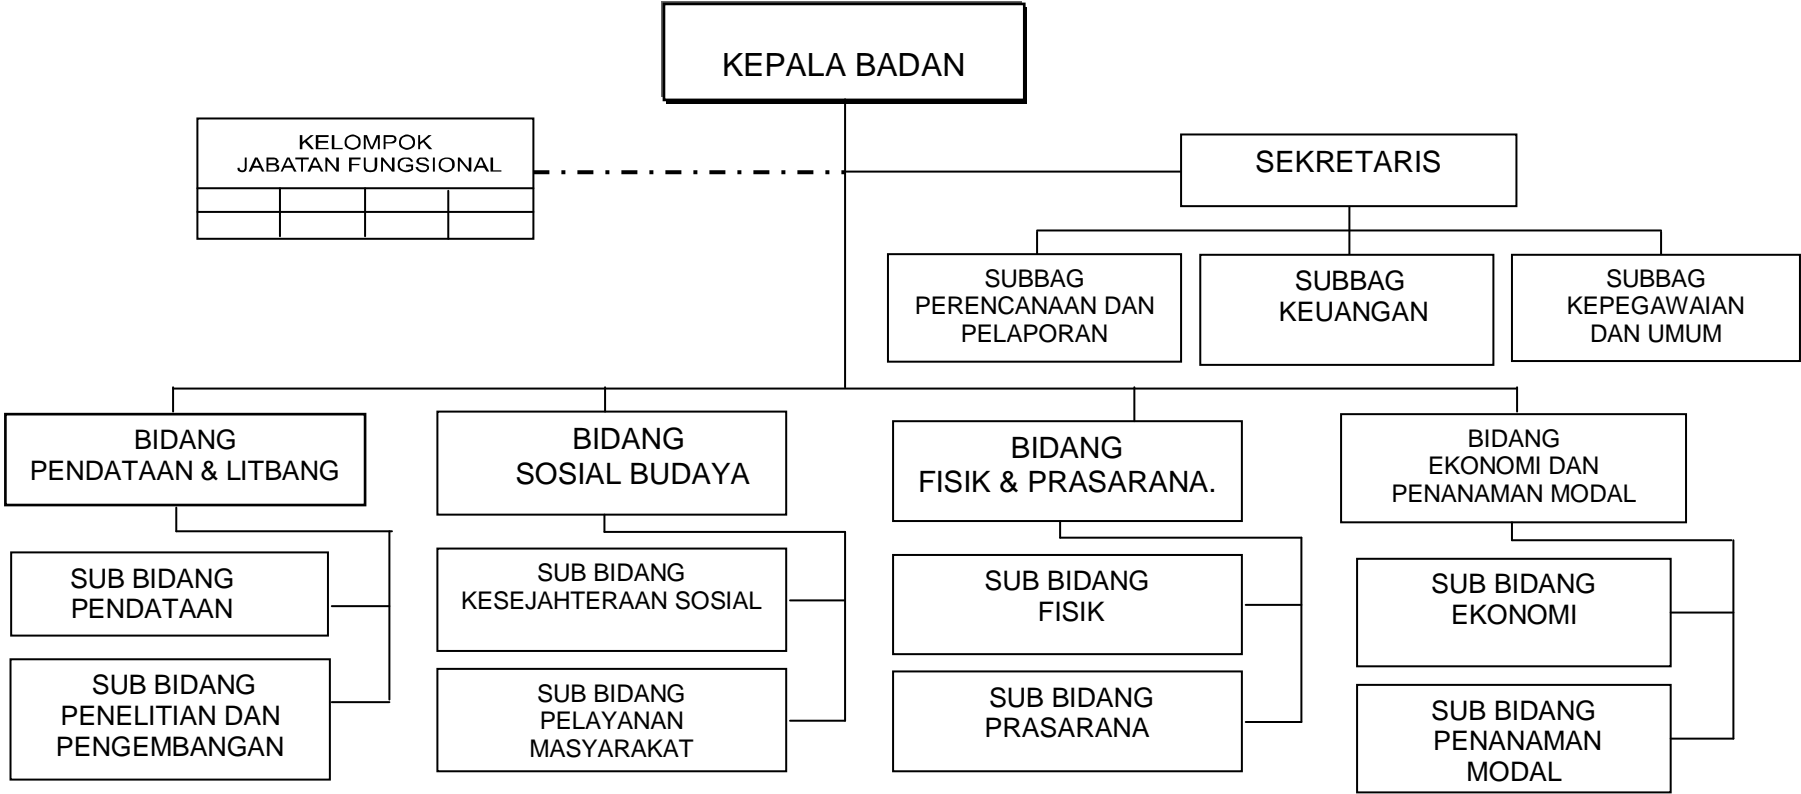 KEPALA BADAN
KELOMPOK
JABATAN FUNGSIONAL
SEKRETARIS
SUBBAG
PERENCANAAN DAN
PELAPORAN
SUBBAG
KEUANGAN
SUBBAG
KEPEGAWAIAN
DAN UMUM
BIDANG
PENDATAAN & LITBANG
BIDANG
SOSIAL BUDAYA
BIDANG
FISIK & PRASARANA.
BIDANG
EKONOMI DAN
PENANAMAN MODAL
SUB BIDANG
PENDATAAN
SUB BIDANG
KESEJAHTERAAN SOSIAL
SUB BIDANG
FISIK
SUB BIDANG
EKONOMI
SUB BIDANG
PENELITIAN DAN
PENGEMBANGAN
SUB BIDANG
PELAYANAN
MASYARAKAT
SUB BIDANG
PRASARANA
SUB BIDANG
PENANAMAN
MODAL